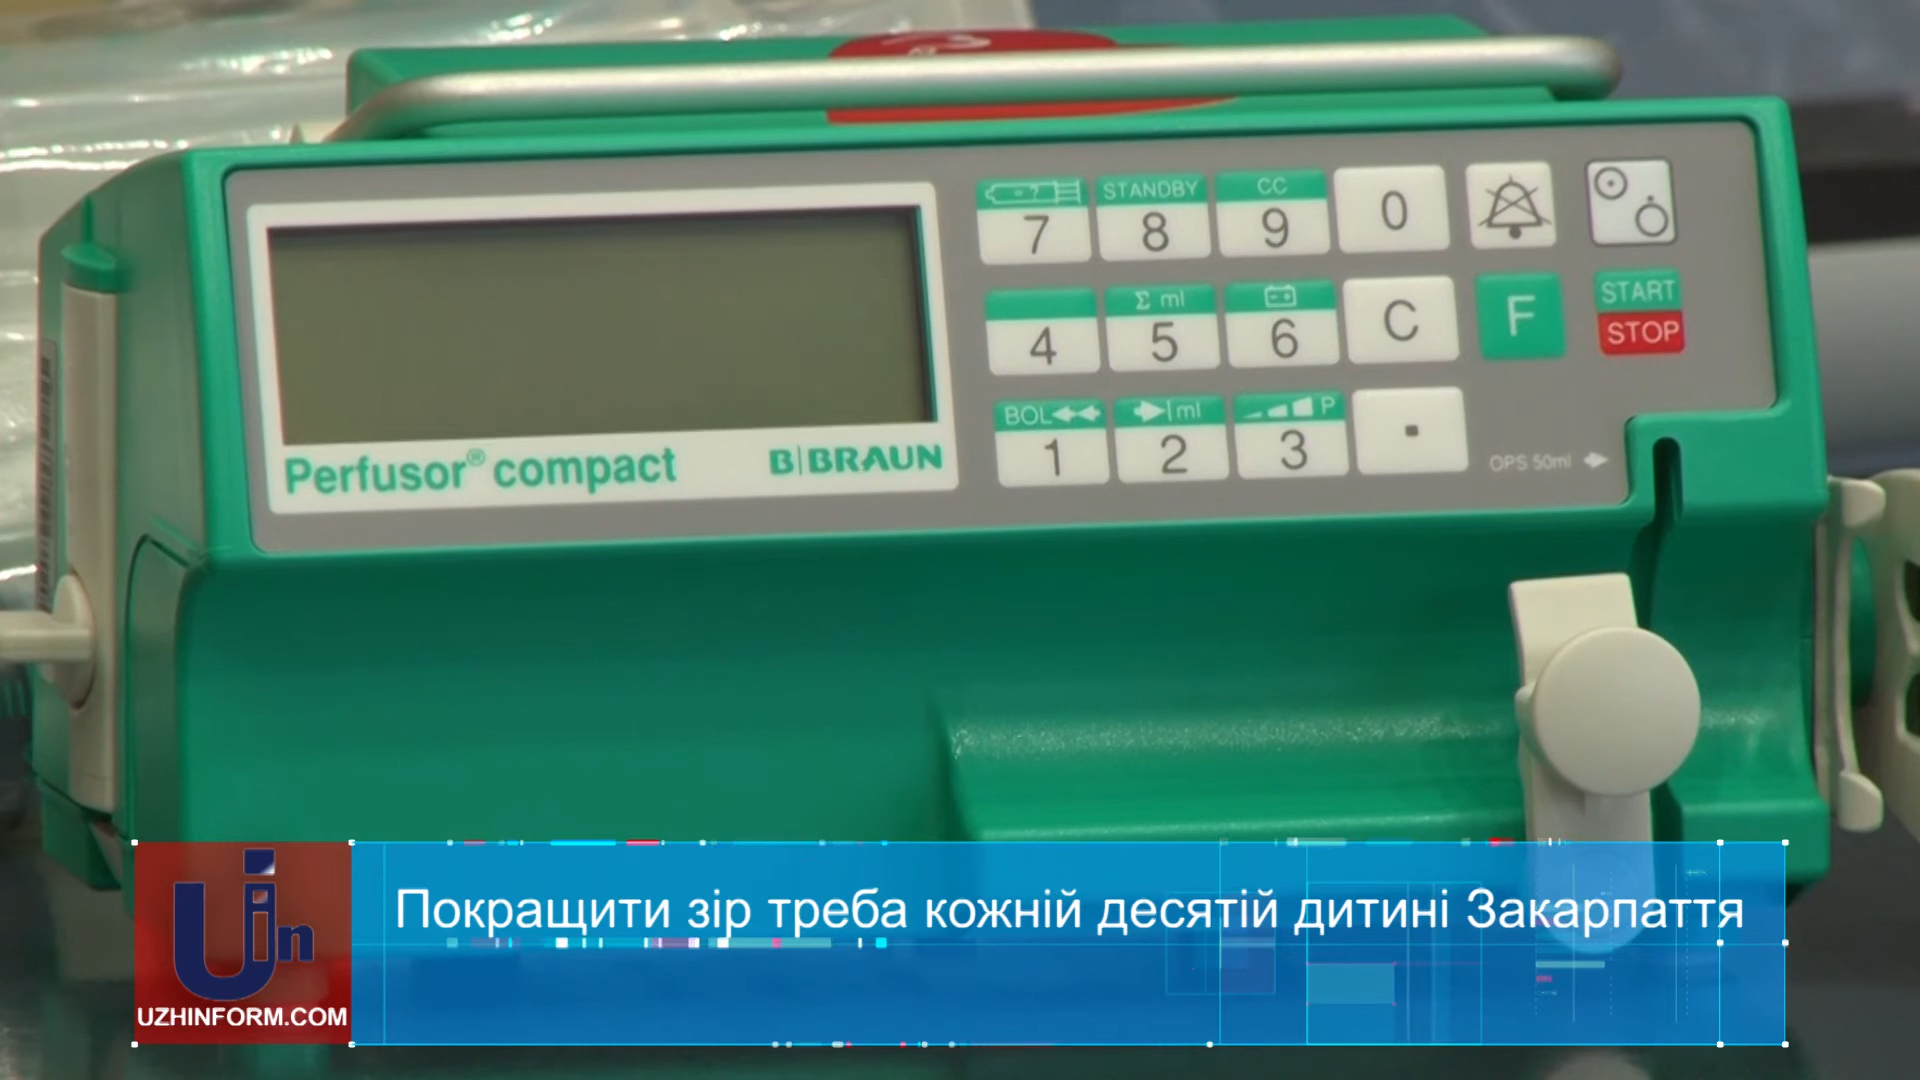 STANDBY
CC
7
8
9
0
Σ ml
4
5
6
C
F
START
STOP
BOL
ml
P
1
2
3
.
OPS 50ml
Perfusor® compact
B|BRAUN
Uin
UZHINFORM.COM
Покращити зір треба кожній десятій дитині Закарпаття